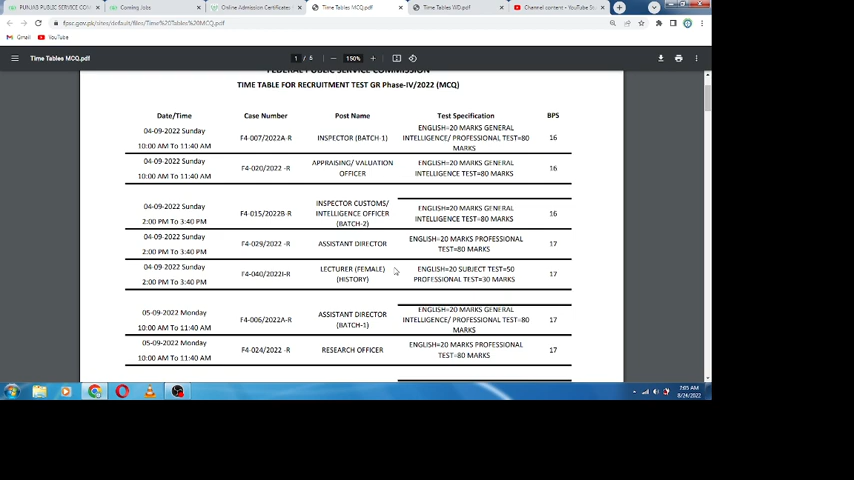 PUNJAB PUBLIC SERVICE CO
Coming Jobs
Online Admission Certificates
Time Tables MCQ.pdf
Time Tables WD.pdf
Channel content - YouTube St
fpsc.gov.pk/sites/default/files/Time%20Tables%20MCQ.pdf
Gmail YouTube
Time Tables MCQ.pdf 1 / 6 150%
FEDERAL PUBLIC SERVICE COMMISSION
TIME TABLE FOR RECRUITMENT TEST GR Phase-IV/2022 (MCQ)
Date/Time Case Number Post Name Test Specification BPS
04-09-2022 Sunday
10:00 AM To 11:40 AM
F4-007/2022A-R
INSPECTOR (BATCH-1)
ENGLISH=20 MARKS GENERAL
INTELLIGENCE/ PROFESSIONAL TEST=80
MARKS
16
04-09-2022 Sunday
10:00 AM To 11:40 AM
F4-020/2022 -R
APPRAISING/ VALUATION
OFFICER
ENGLISH=20 MARKS GENERAL
INTELLIGENCE TEST=80 MARKS
16
04-09-2022 Sunday
2:00 PM To 3:40 PM
F4-015/2022B-R
INSPECTOR CUSTOMS/
INTELLIGENCE OFFICER
(BATCH-2)
ENGLISH=20 MARKS GENERAL
INTELLIGENCE TEST=80 MARKS
16
04-09-2022 Sunday
2:00 PM To 3:40 PM
F4-029/2022 -R
ASSISTANT DIRECTOR
ENGLISH=20 MARKS PROFESSIONAL
TEST=80 MARKS
17
04-09-2022 Sunday
2:00 PM To 3:40 PM
F4-040/2022I-R
LECTURER (FEMALE)
(HISTORY)
ENGLISH=20 SUBJECT TEST=50
PROFESSIONAL TEST=30 MARKS
17
05-09-2022 Monday
10:00 AM To 11:40 AM
F4-006/2022A-R
ASSISTANT DIRECTOR
(BATCH-1)
ENGLISH=20 MARKS GENERAL
INTELLIGENCE/ PROFESSIONAL TEST=80
MARKS
17
05-09-2022 Monday
10:00 AM To 11:40 AM
F4-024/2022 -R
RESEARCH OFFICER
ENGLISH=20 MARKS PROFESSIONAL
TEST=80 MARKS
17
7:05 AM
8/24/2022